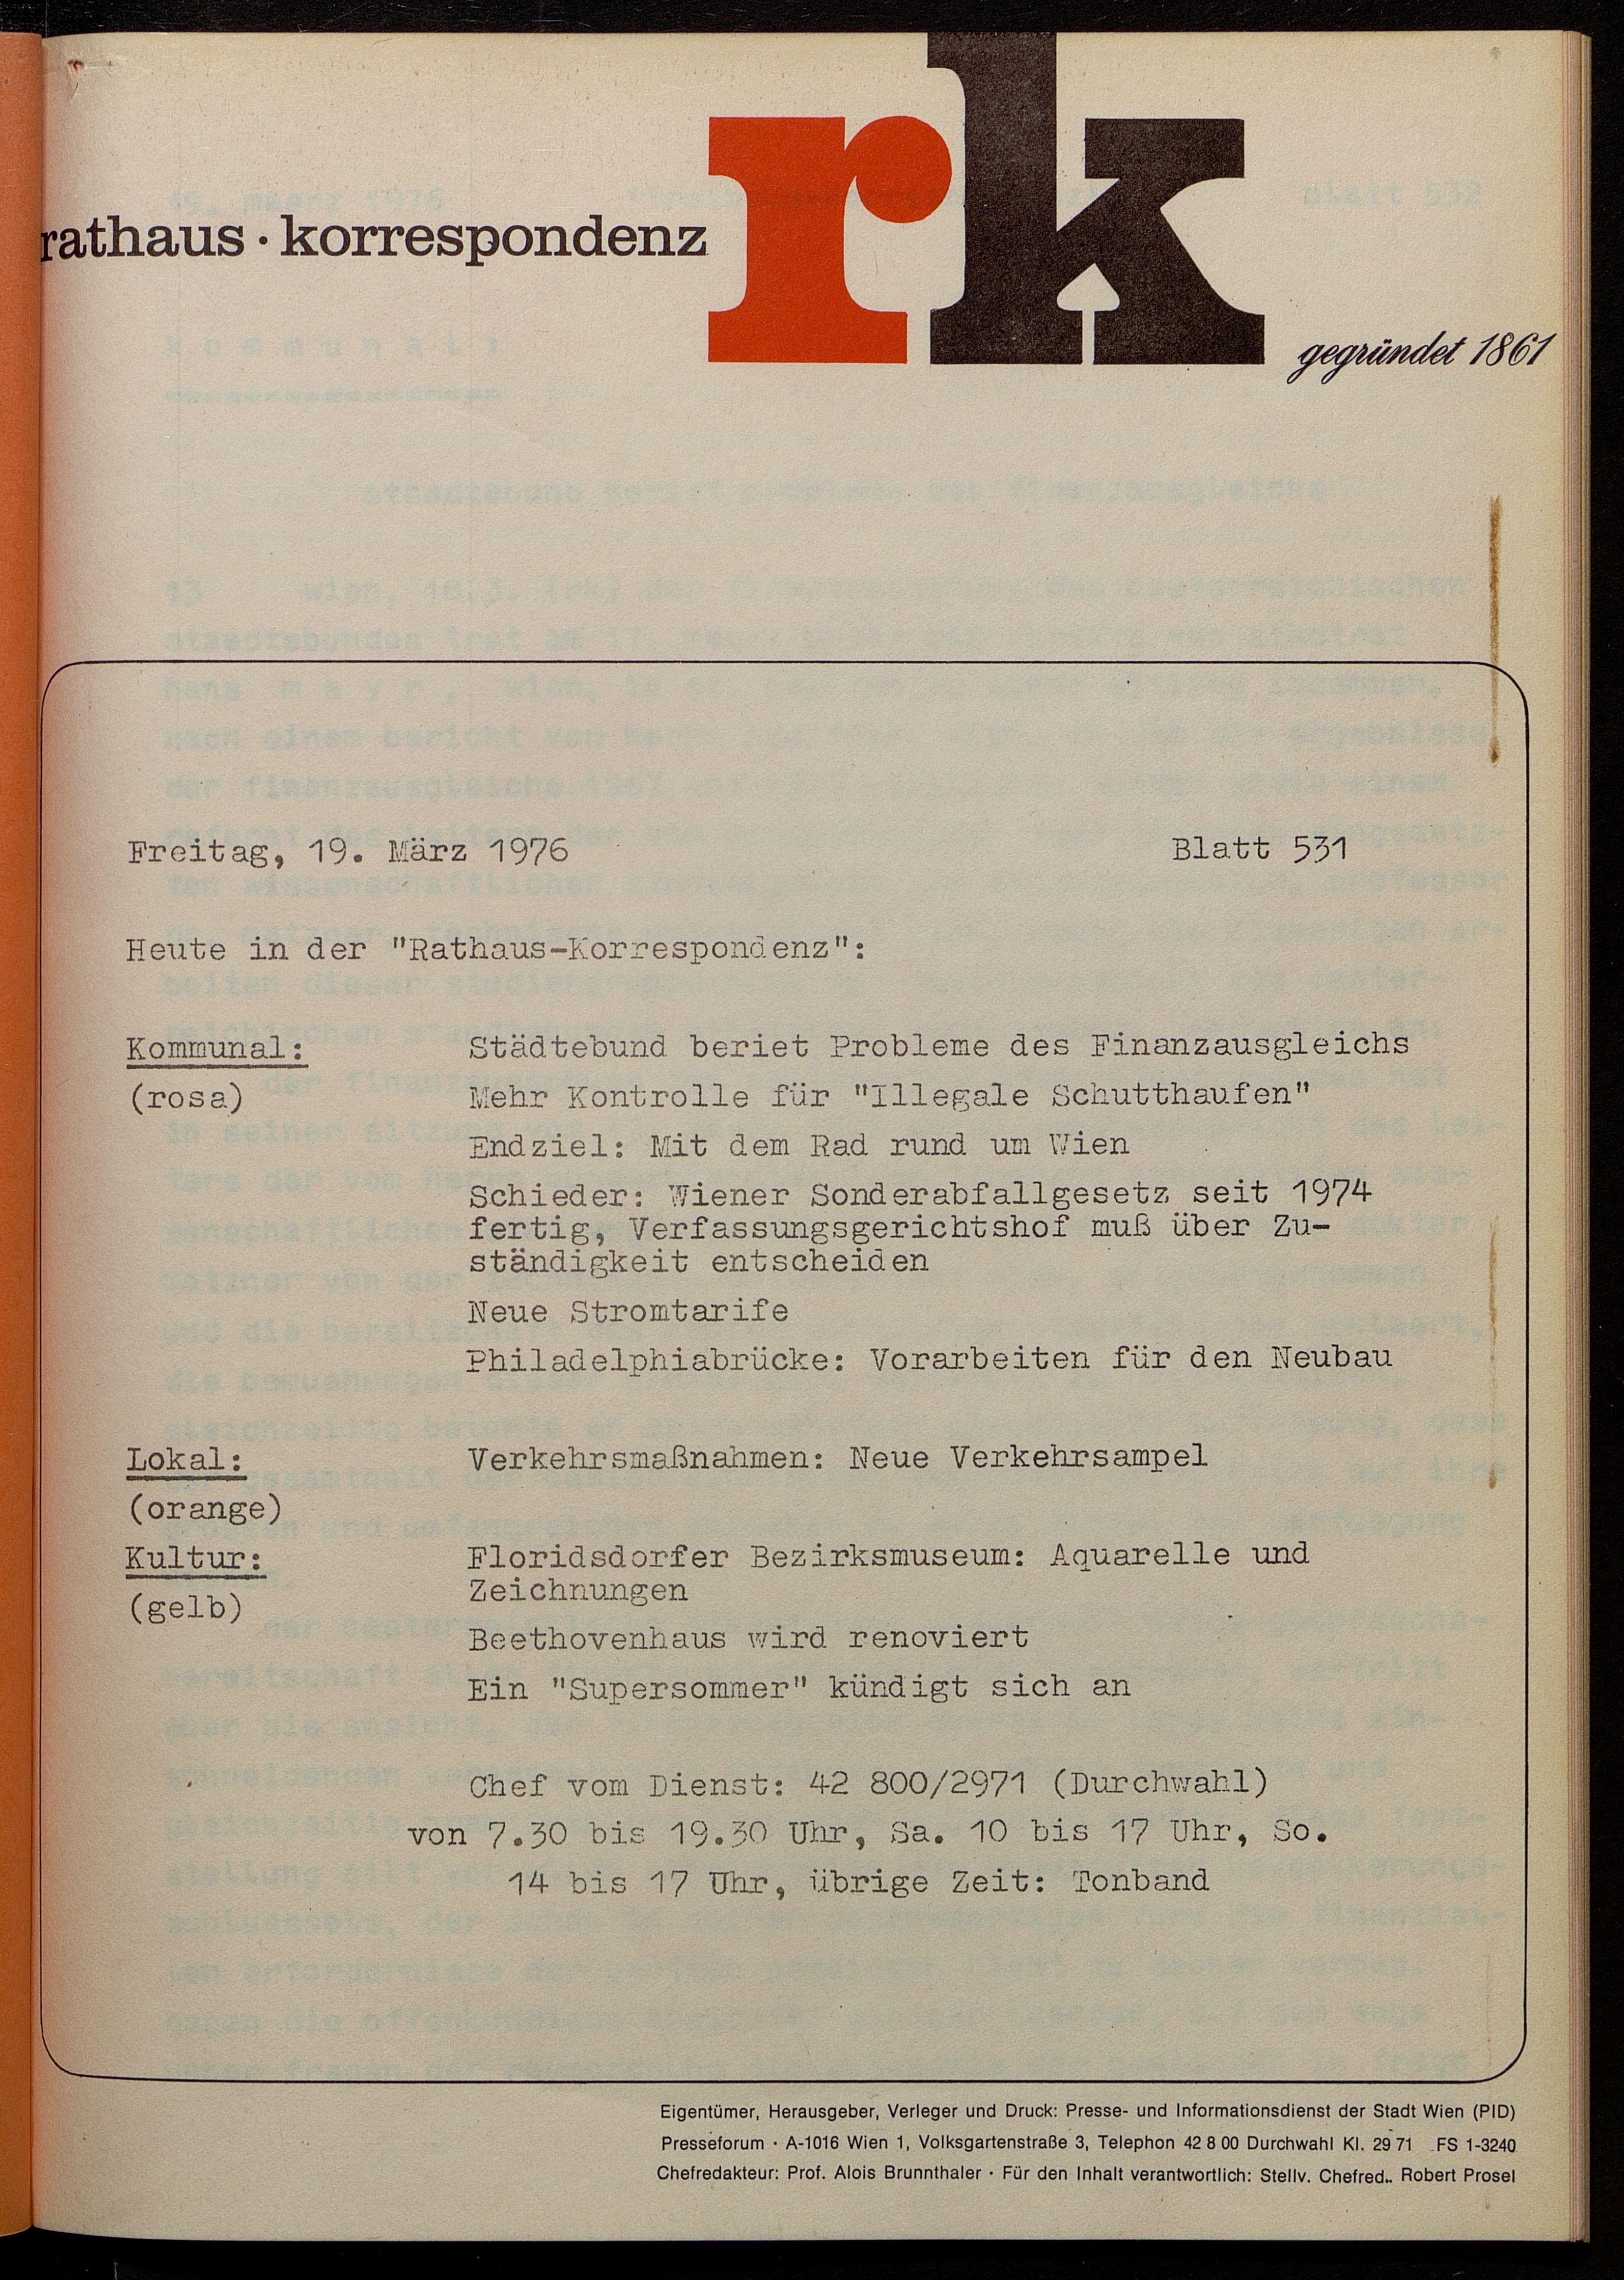 rathaus · korrespondenz
rk
gegründet 1861
Freitag, 19. März 1976 Blatt 531
Heute in der "Rathaus-Korrespondenz":
Kommunal: Städtebund beriet Probleme des Finanzausgleichs
(rosa) Mehr Kontrolle für "Illegale Schutthaufen"
Endziel: Mit dem Rad rund um Wien
Schieder: Wiener Sonderabfallgesetz seit 1974
fertig, Verfassungsgerichtshof muß über Zu-
ständigkeit entscheiden
Neue Stromtarife
Philadelphiabrücke: Vorarbeiten für den Neubau
Lokal: Verkehrsmaßnahmen: Neue Verkehrsampel
(orange)
Kultur: Floridsdorfer Bezirksmuseum: Aquarelle und
Zeichnungen
(gelb)
Beethovenhaus wird renoviert
Ein "Supersommer" kündigt sich an
Chef vom Dienst: 42 800/2971 (Durchwahl)
von 7.30 bis 19.30 Uhr, Sa. 10 bis 17 Uhr, So.
14 bis 17 Uhr, übrige Zeit: Tonband
Eigentümer, Herausgeber, Verleger und Druck: Presse- und Informationsdienst der Stadt Wien (PID)
Presseforum · A-1016 Wien 1, Volksgartenstraße 3, Telephon 42 8 00 Durchwahl Kl. 29 71 FS 1-3240
Chefredakteur: Prof. Alois Brunnthaler · Für den Inhalt verantwortlich: Stellv. Chefred.. Robert Prosel